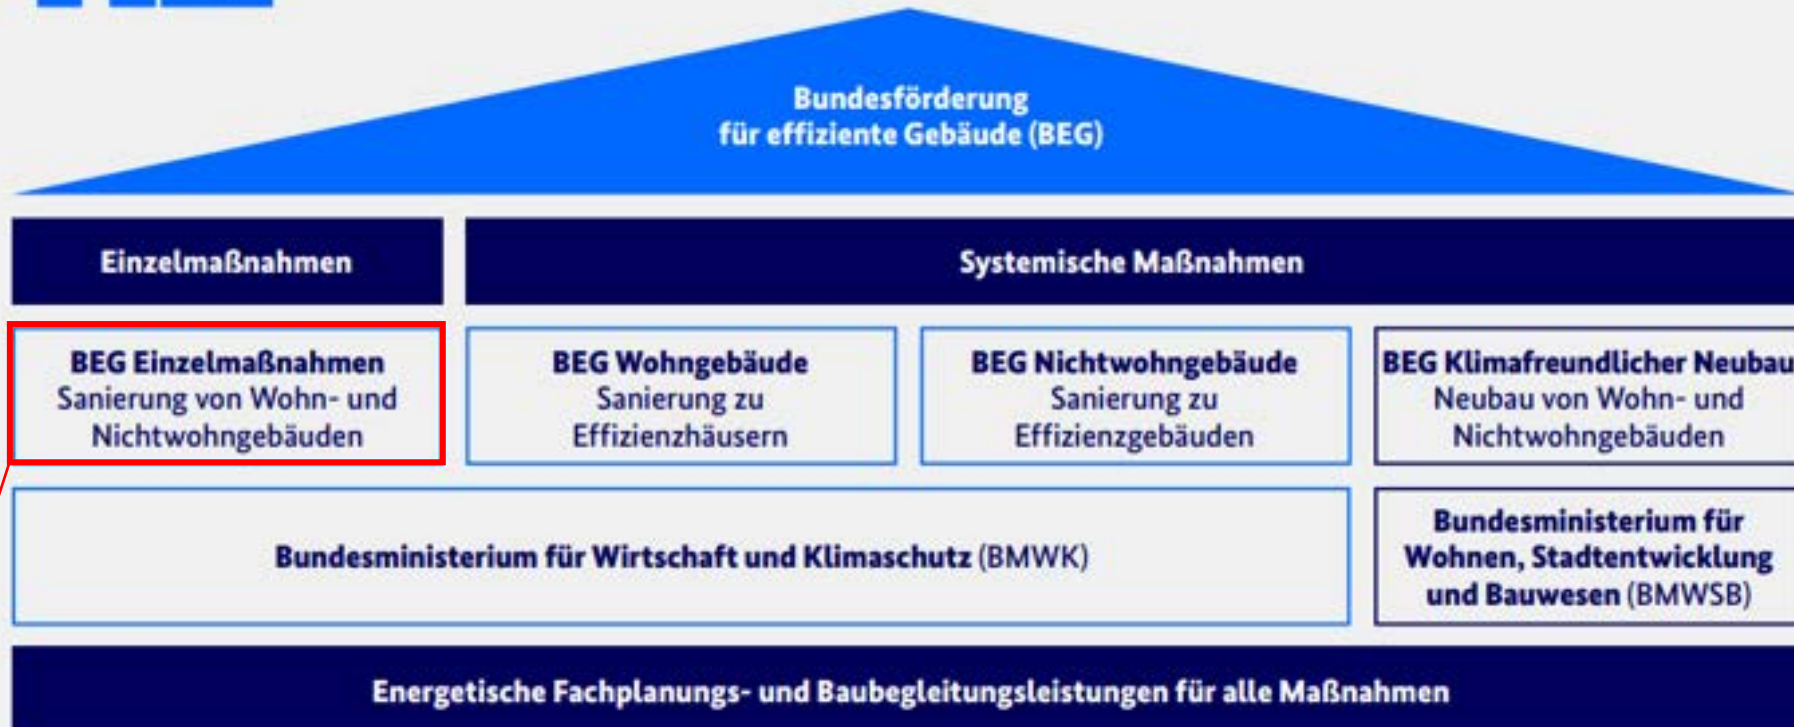 Bundesförderung
für effiziente Gebäude (BEG)
Einzelmaßnahmen
Systemische Maßnahmen
BEG Einzelmaßnahmen
Sanierung von Wohn- und
Nichtwohngebäuden
BEG Wohngebäude
Sanierung zu
Effizienzhäusern
BEG Nichtwohngebäude
Sanierung zu
Effizienzgebäuden
BEG Klimafreundlicher Neubau
Neubau von Wohn- und
Nichtwohngebäuden
Bundesministerium für Wirtschaft und Klimaschutz (BMWK)
Bundesministerium für
Wohnen, Stadtentwicklung
und Bauwesen (BMWSB)
Energetische Fachplanungs- und Baubegleitungsleistungen für alle Maßnahmen